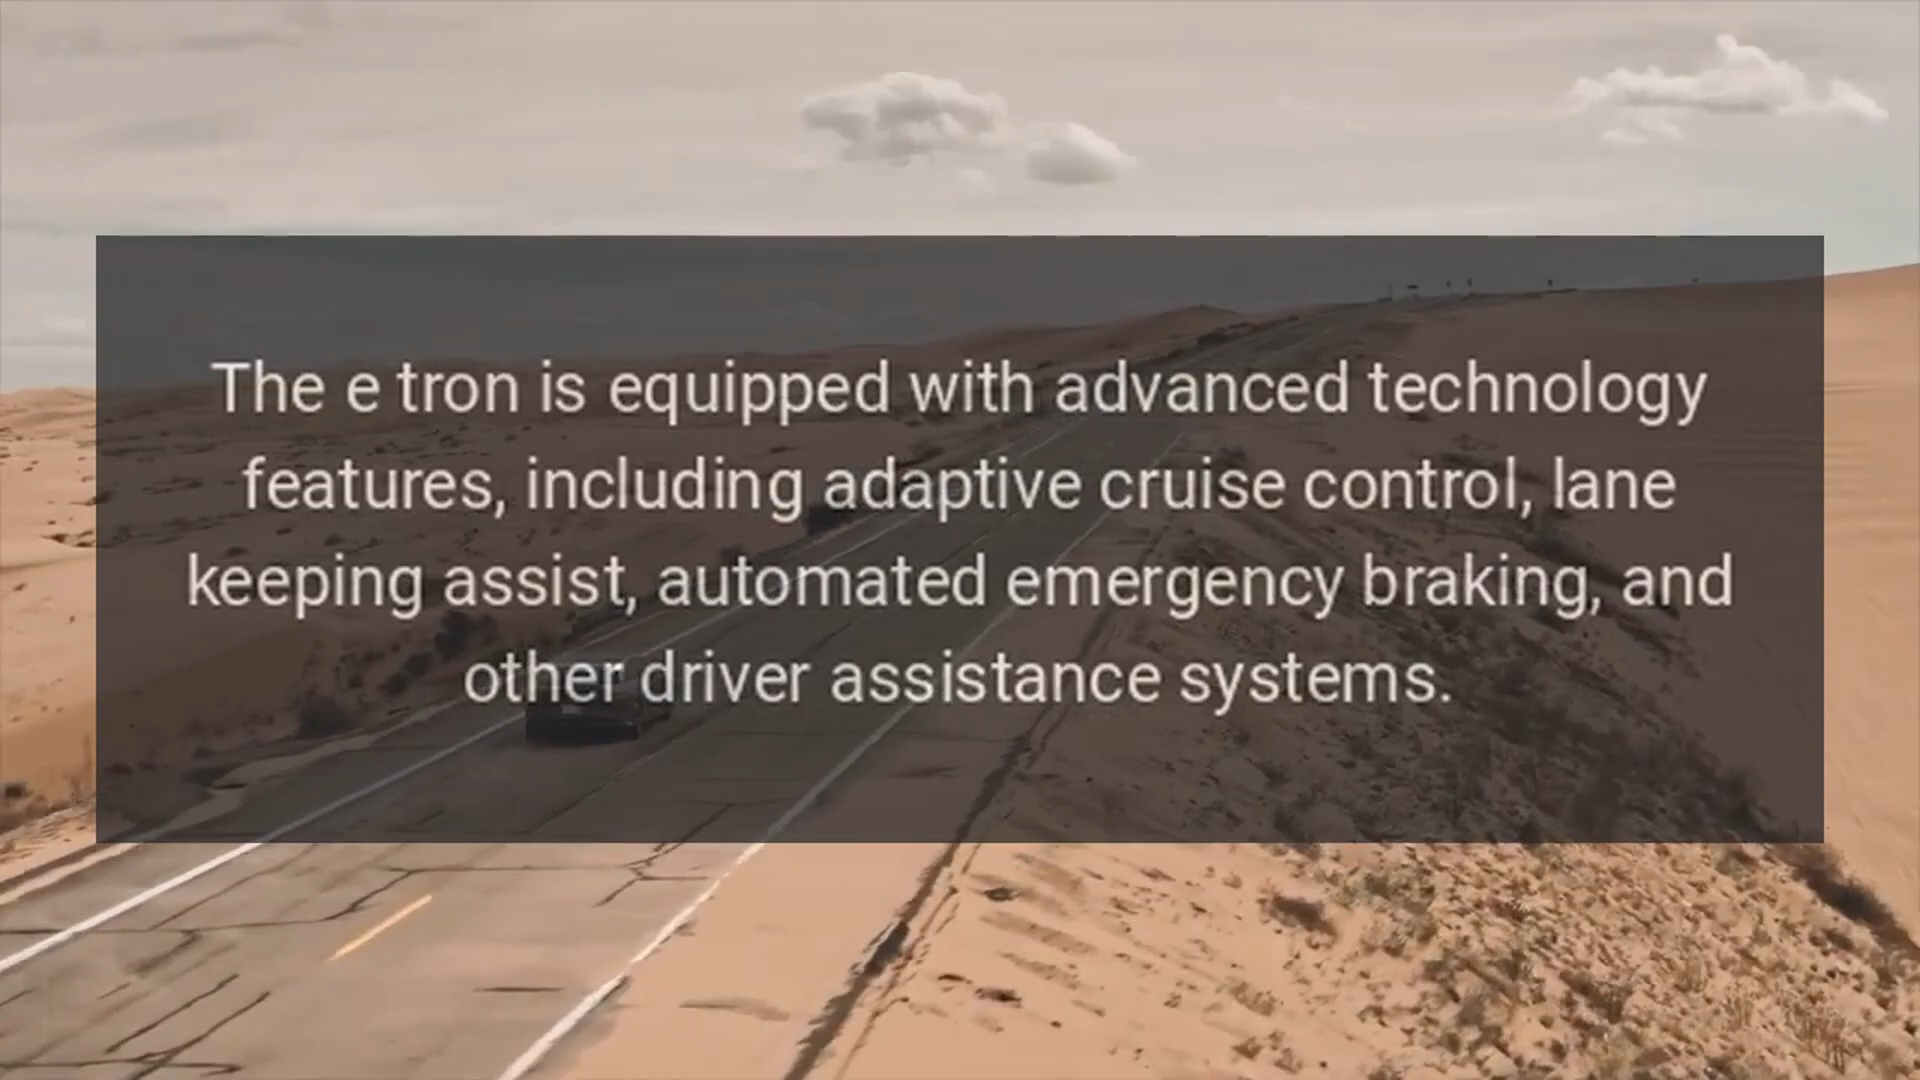 The e tron is equipped with advanced technology
features, including adaptive cruise control, lane
keeping assist, automated emergency braking, and
other driver assistance systems.